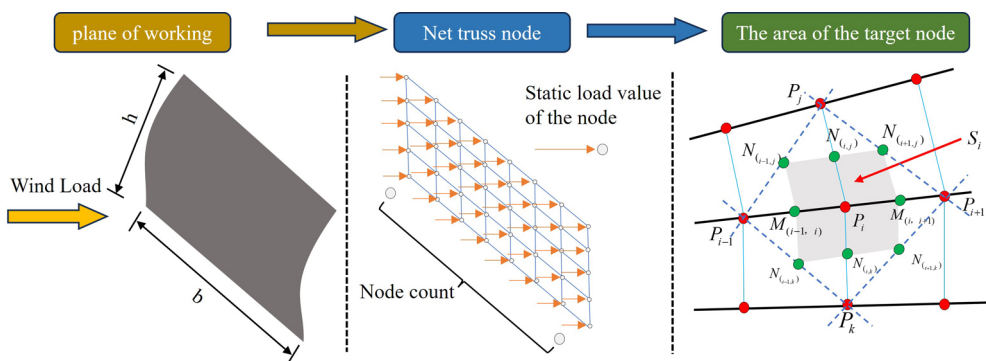 plane of working
Net truss node
The area of the target node
h
Wind Load
b
Static load value
of the node
Node count
P_j
N_(i-1,j)
N_(i,j)
N_(i+1,j)
S_i
P_{i-1}
M_(i-1, i)
P_i
M_(i, i+1)
P_{i+1}
N_(i-1,k)
N_(i,k)
N_(i+1,k)
P_k